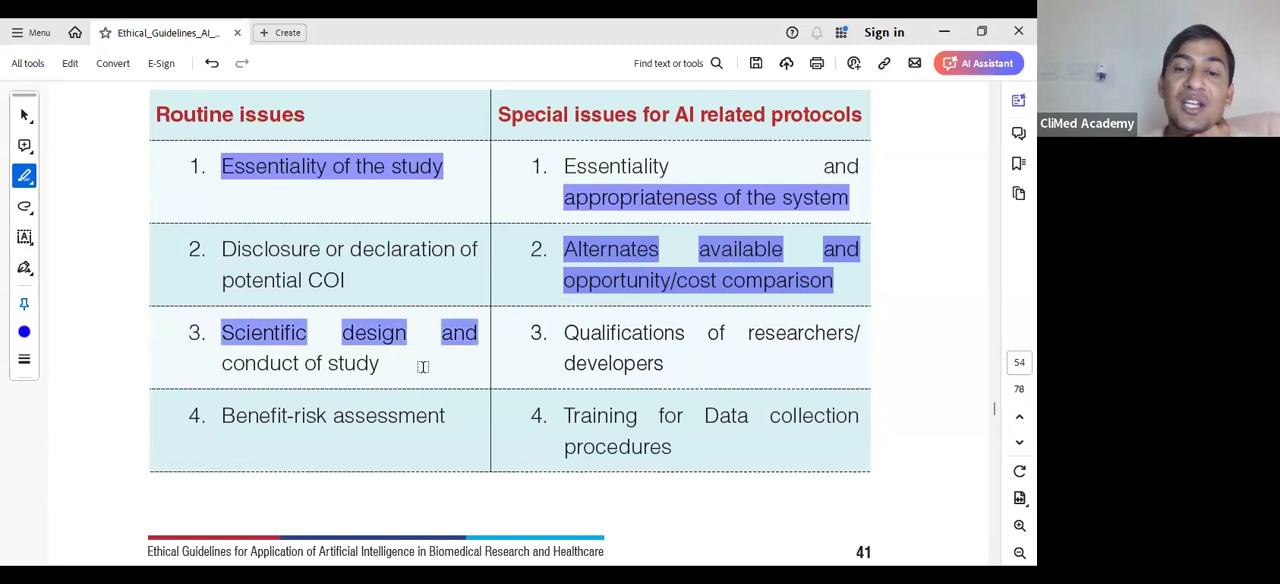 Menu
Ethical_Guidelines_AI_...
Create
Sign in
All tools
Edit
Convert
E-Sign
Find text or tools
AI Assistant
CliMed Academy
Routine issues
Special issues for AI related protocols
1. Essentiality of the study
1. Essentiality and
appropriateness of the system
2. Disclosure or declaration of
potential COI
2. Alternates available and
opportunity/cost comparison
3. Scientific design and
conduct of study
3. Qualifications of researchers/
developers
4. Benefit-risk assessment
4. Training for Data collection
procedures
54
78
Ethical Guidelines for Application of Artificial Intelligence in Biomedical Research and Healthcare
41